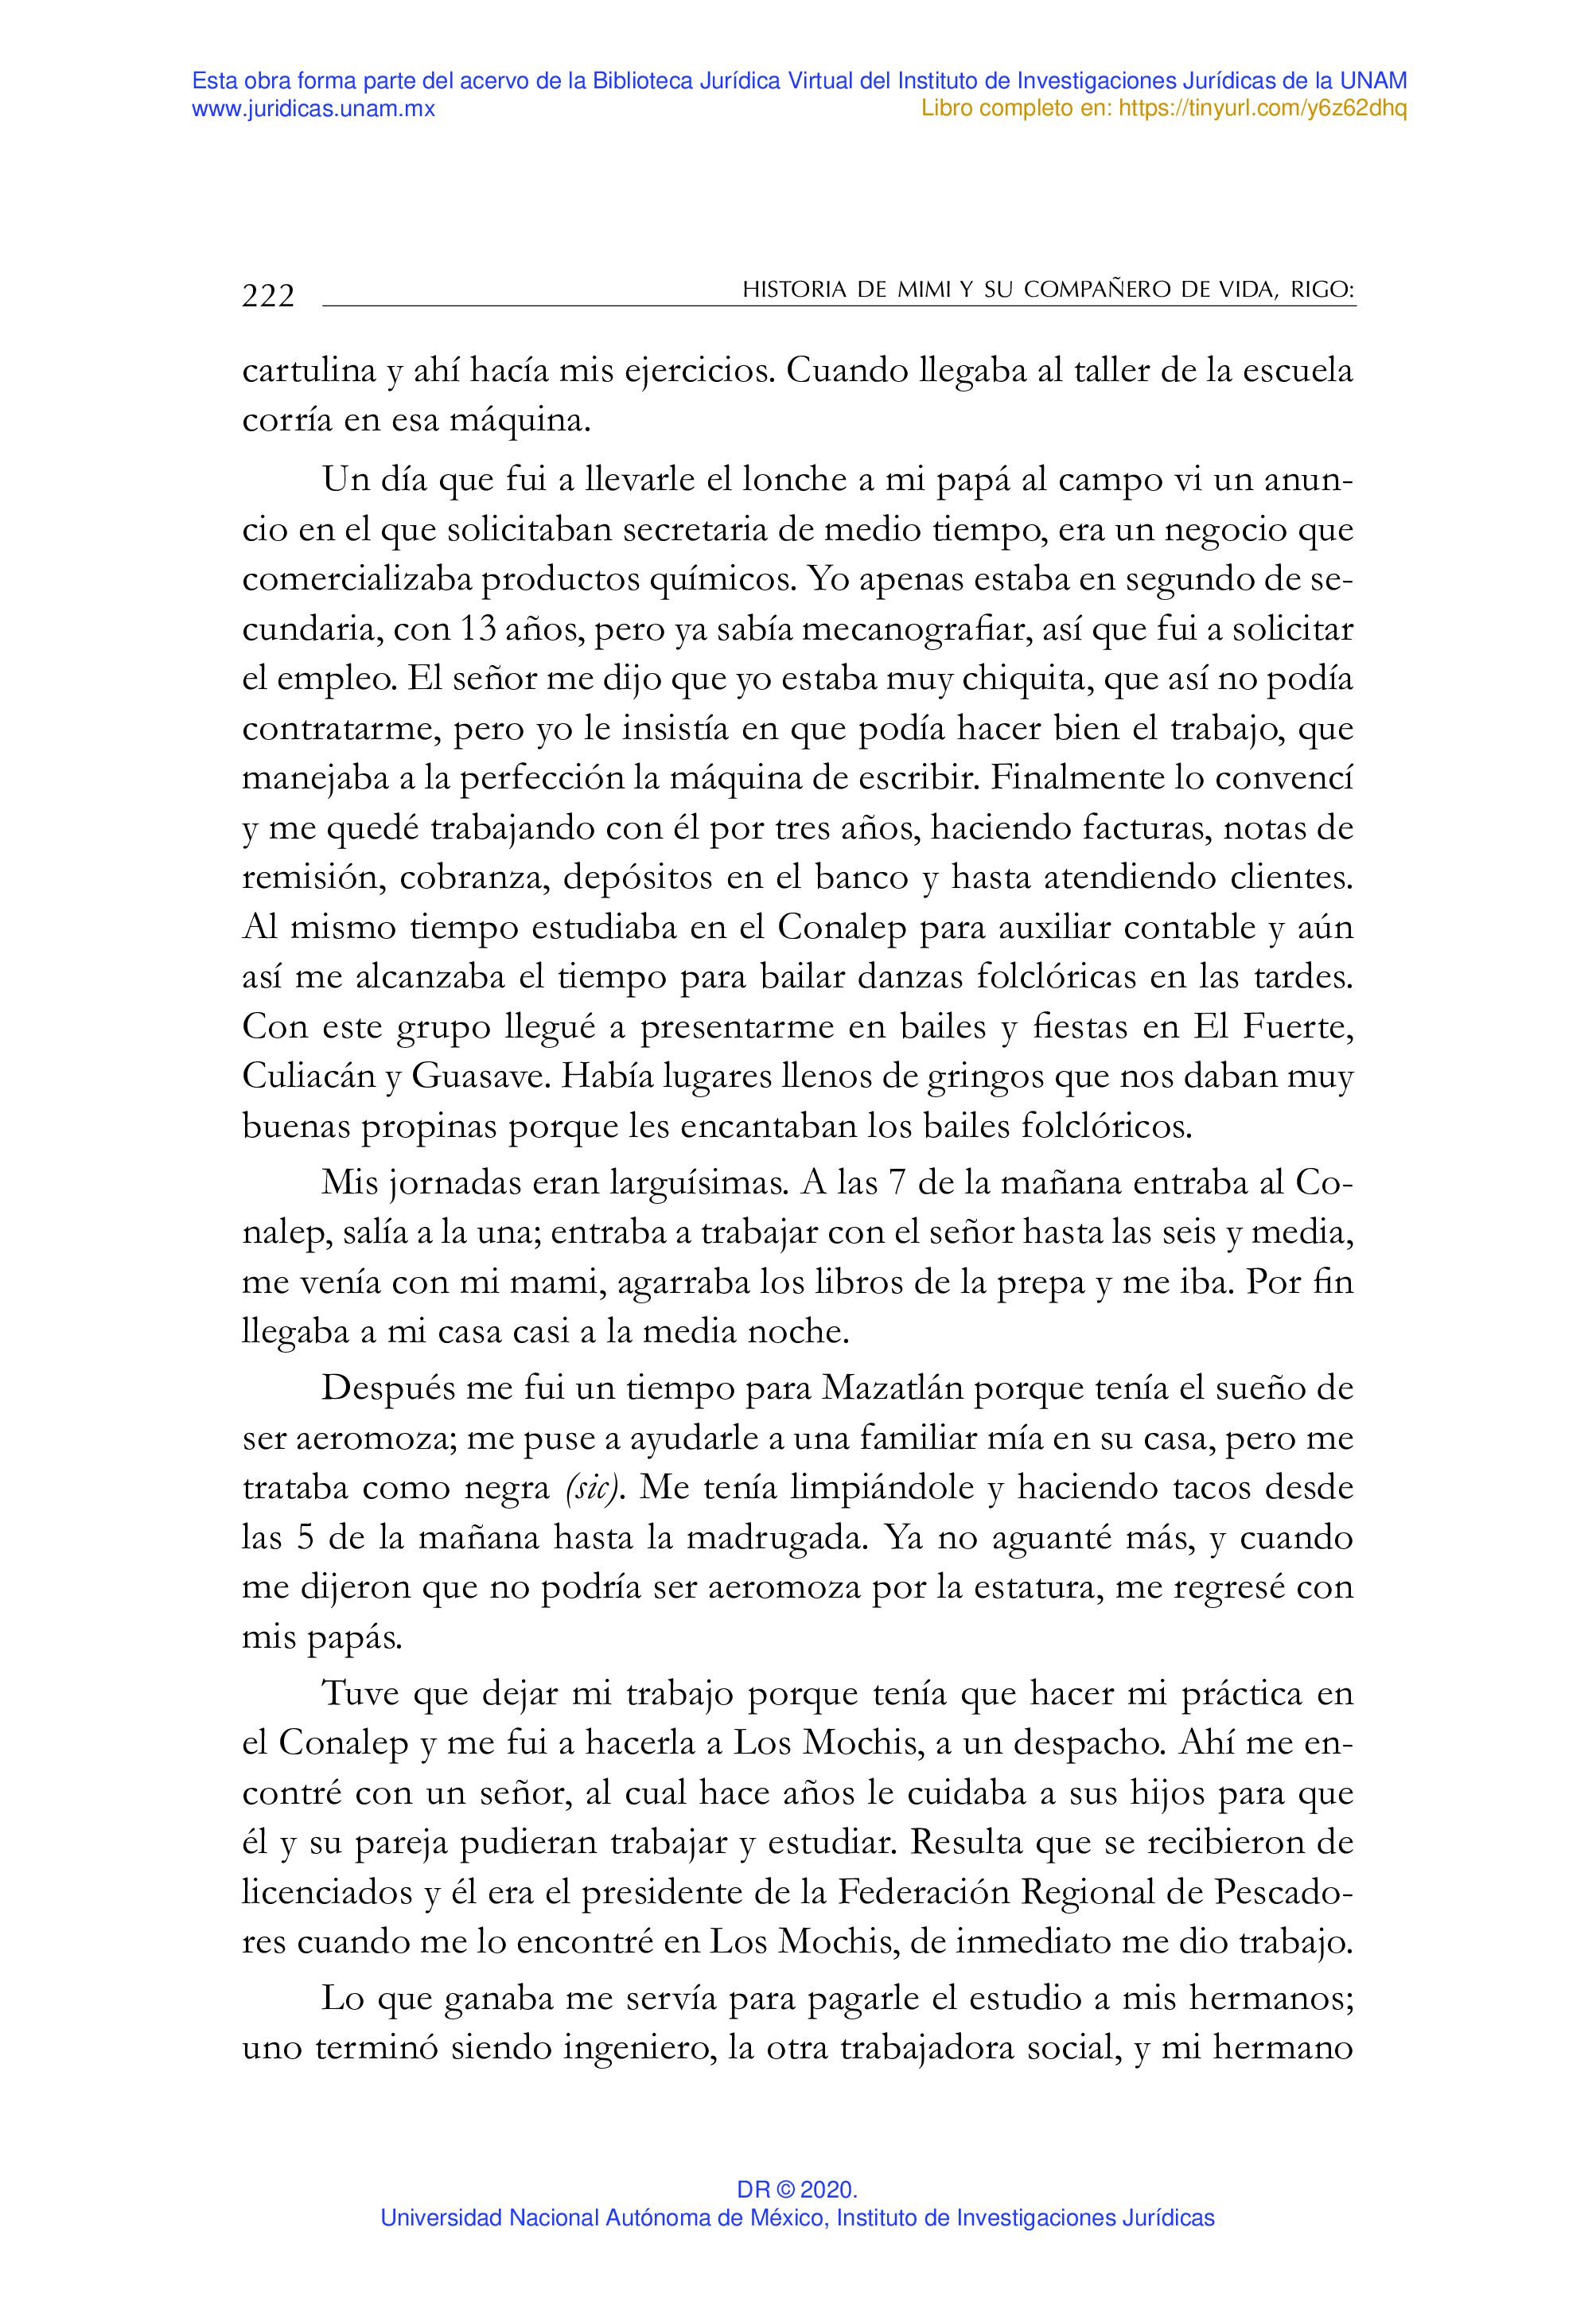 Esta obra forma parte del acervo de la Biblioteca Jurídica Virtual del Instituto de Investigaciones Jurídicas de la UNAM
www.juridicas.unam.mx Libro completo en: https://tinyurl.com/y6z62dhq
222 HISTORIA DE MIMI Y SU COMPAÑERO DE VIDA, RIGO:
cartulina y ahí hacía mis ejercicios. Cuando llegaba al taller de la escuela
corría en esa máquina.
Un día que fui a llevarle el lonche a mi papá al campo vi un anun-
cio en el que solicitaban secretaria de medio tiempo, era un negocio que
comercializaba productos químicos. Yo apenas estaba en segundo de se-
cundaria, con 13 años, pero ya sabía mecanografiar, así que fui a solicitar
el empleo. El señor me dijo que yo estaba muy chiquita, que así no podía
contratarme, pero yo le insistía en que podía hacer bien el trabajo, que
manejaba a la perfección la máquina de escribir. Finalmente lo convencí
y me quedé trabajando con él por tres años, haciendo facturas, notas de
remisión, cobranza, depósitos en el banco y hasta atendiendo clientes.
Al mismo tiempo estudiaba en el Conalep para auxiliar contable y aún
así me alcanzaba el tiempo para bailar danzas folclóricas en las tardes.
Con este grupo llegué a presentarme en bailes y fiestas en El Fuerte,
Culiacán y Guasave. Había lugares llenos de gringos que nos daban muy
buenas propinas porque les encantaban los bailes folclóricos.
Mis jornadas eran larguísimas. A las 7 de la mañana entraba al Co-
nalep, salía a la una; entraba a trabajar con el señor hasta las seis y media,
me venía con mi mami, agarraba los libros de la prepa y me iba. Por fin
llegaba a mi casa casi a la media noche.
Después me fui un tiempo para Mazatlán porque tenía el sueño de
ser aeromoza; me puse a ayudarle a una familiar mía en su casa, pero me
trataba como negra (sic). Me tenía limpiándole y haciendo tacos desde
las 5 de la mañana hasta la madrugada. Ya no aguanté más, y cuando
me dijeron que no podría ser aeromoza por la estatura, me regresé con
mis papás.
Tuve que dejar mi trabajo porque tenía que hacer mi práctica en
el Conalep y me fui a hacerla a Los Mochis, a un despacho. Ahí me en-
contré con un señor, al cual hace años le cuidaba a sus hijos para que
él y su pareja pudieran trabajar y estudiar. Resulta que se recibieron de
licenciados y él era el presidente de la Federación Regional de Pescado-
res cuando me lo encontré en Los Mochis, de inmediato me dio trabajo.
Lo que ganaba me servía para pagarle el estudio a mis hermanos;
uno terminó siendo ingeniero, la otra trabajadora social, y mi hermano
DR © 2020.
Universidad Nacional Autónoma de México, Instituto de Investigaciones Jurídicas